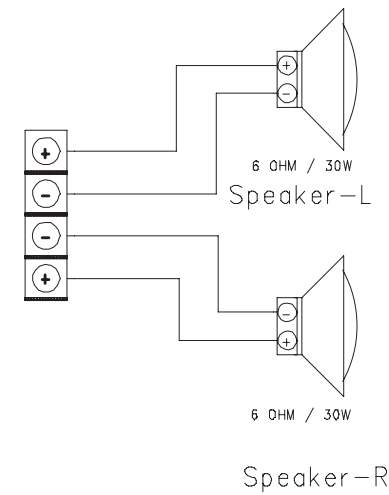 +
-
6 OHM / 30W
Speaker-L
+
-
-
+
-
+
6 OHM / 30W
Speaker-R